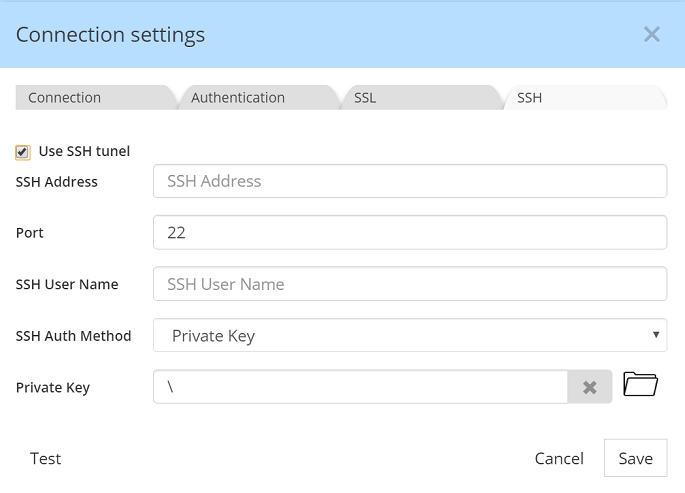 Connection settings
Connection Authentication SSL SSH
Use SSH tunel
SSH Address SSH Address
Port 22
SSH User Name SSH User Name
SSH Auth Method Private Key
Private Key \
Test Cancel Save